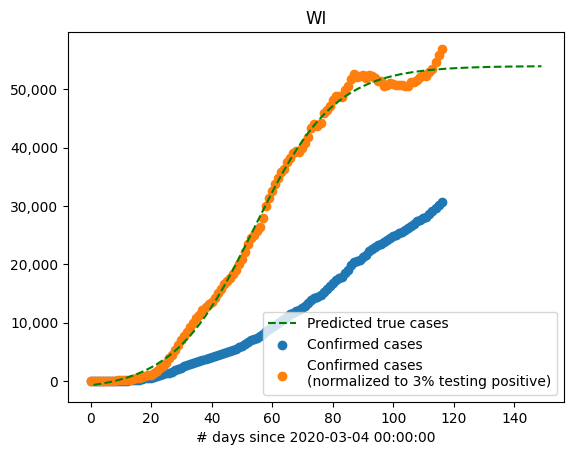 WI
50,000
40,000
30,000
20,000
10,000
0
Predicted true cases
Confirmed cases
Confirmed cases
(normalized to 3% testing positive)
0 20 40 60 80 100 120 140
# days since 2020-03-04 00:00:00